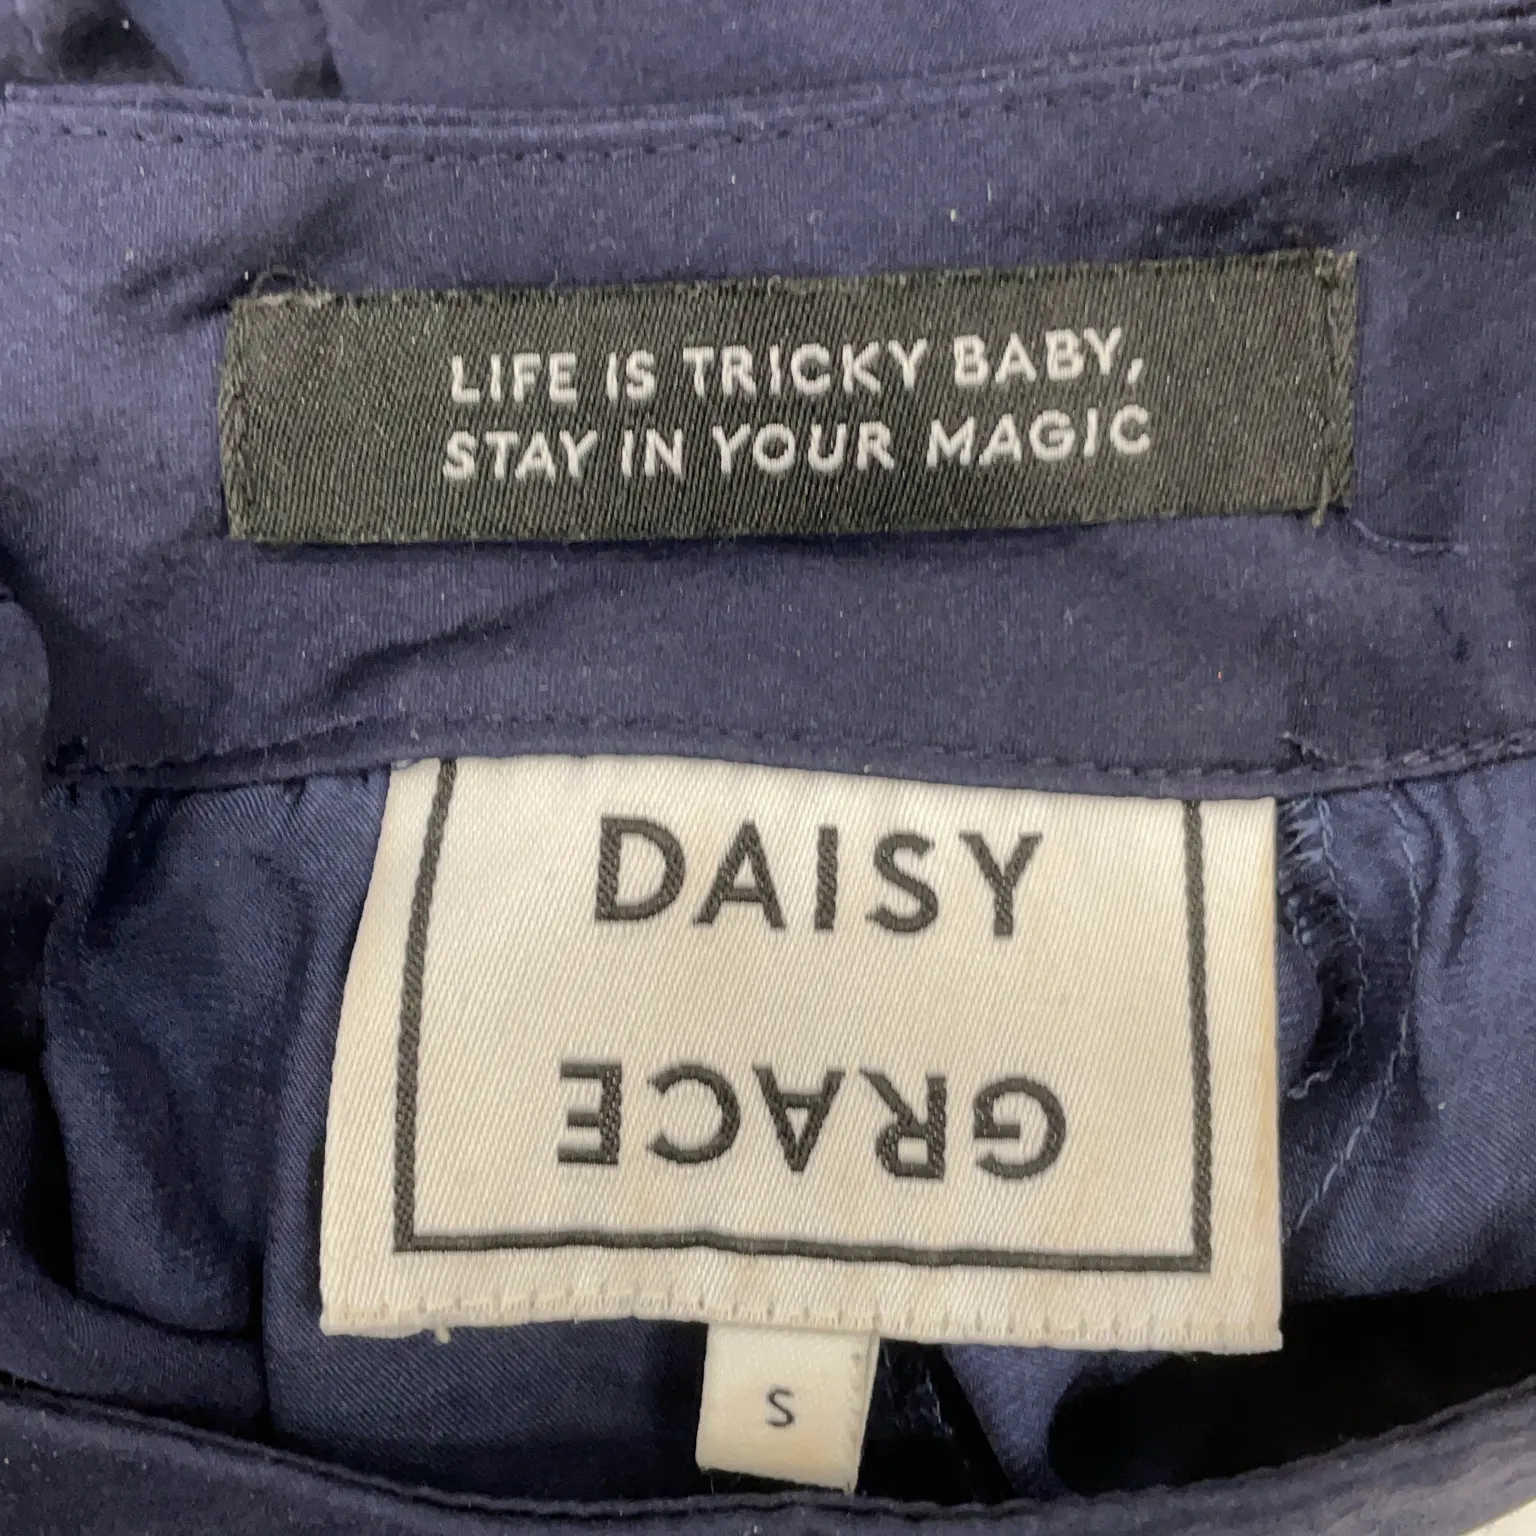 LIFE IS TRICKY BABY,
STAY IN YOUR MAGIC
DAISY
GRACE
S